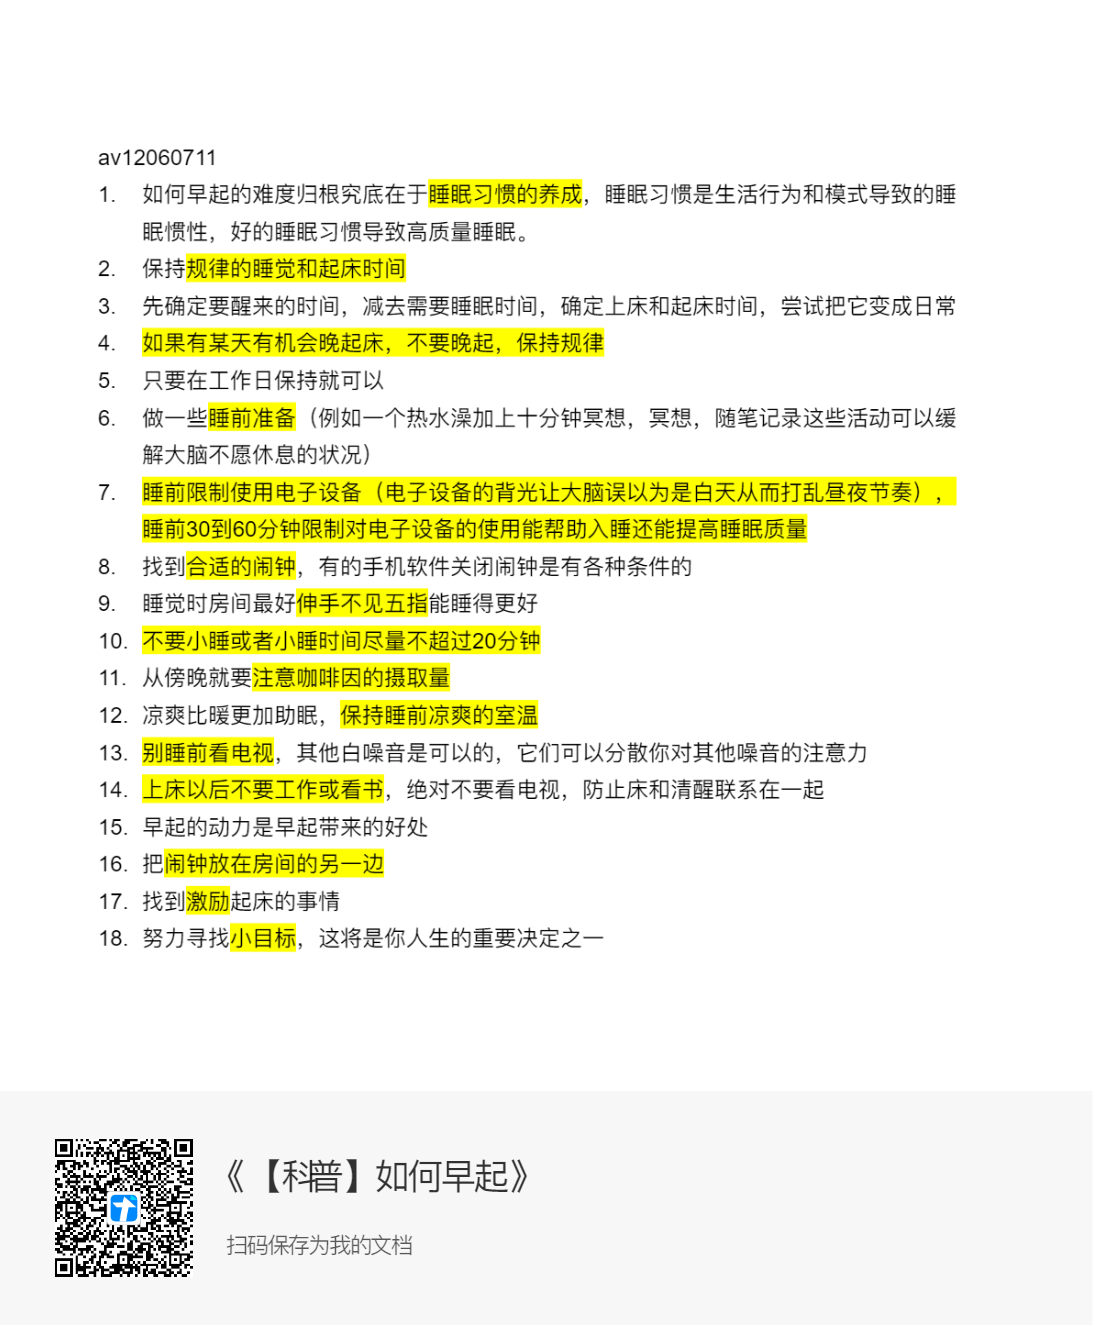 av12060711
1. 如何早起的难度归根究底在于睡眠习惯的养成，睡眠习惯是生活行为和模式导致的睡
眠惯性，好的睡眠习惯导致高质量睡眠。
2. 保持规律的睡觉和起床时间
3. 先确定要醒来的时间，减去需要睡眠时间，确定上床和起床时间，尝试把它变成日常
4. 如果有某天有机会晚起床，不要晚起，保持规律
5. 只要在工作日保持就可以
6. 做一些睡前准备（例如一个热水澡加上十分钟冥想，冥想，随笔记录这些活动可以缓
解大脑不愿休息的状况）
7. 睡前限制使用电子设备（电子设备的背光让大脑误以为是白天从而打乱昼夜节奏），
睡前30到60分钟限制对电子设备的使用能帮助入睡还能提高睡眠质量
8. 找到合适的闹钟，有的手机软件关闭闹钟是有各种条件的
9. 睡觉时房间最好伸手不见五指能睡得更好
10. 不要小睡或者小睡时间尽量不超过20分钟
11. 从傍晚就要注意咖啡因的摄取量
12. 凉爽比暖更加助眠，保持睡前凉爽的室温
13. 别睡前看电视，其他白噪音是可以的，它们可以分散你对其他噪音的注意力
14. 上床以后不要工作或看书，绝对不要看电视，防止床和清醒联系在一起
15. 早起的动力是早起带来的好处
16. 把闹钟放在房间的另一边
17. 找到激励起床的事情
18. 努力寻找小目标，这将是你人生的重要决定之一
《【科普】如何早起》
扫码保存为我的文档